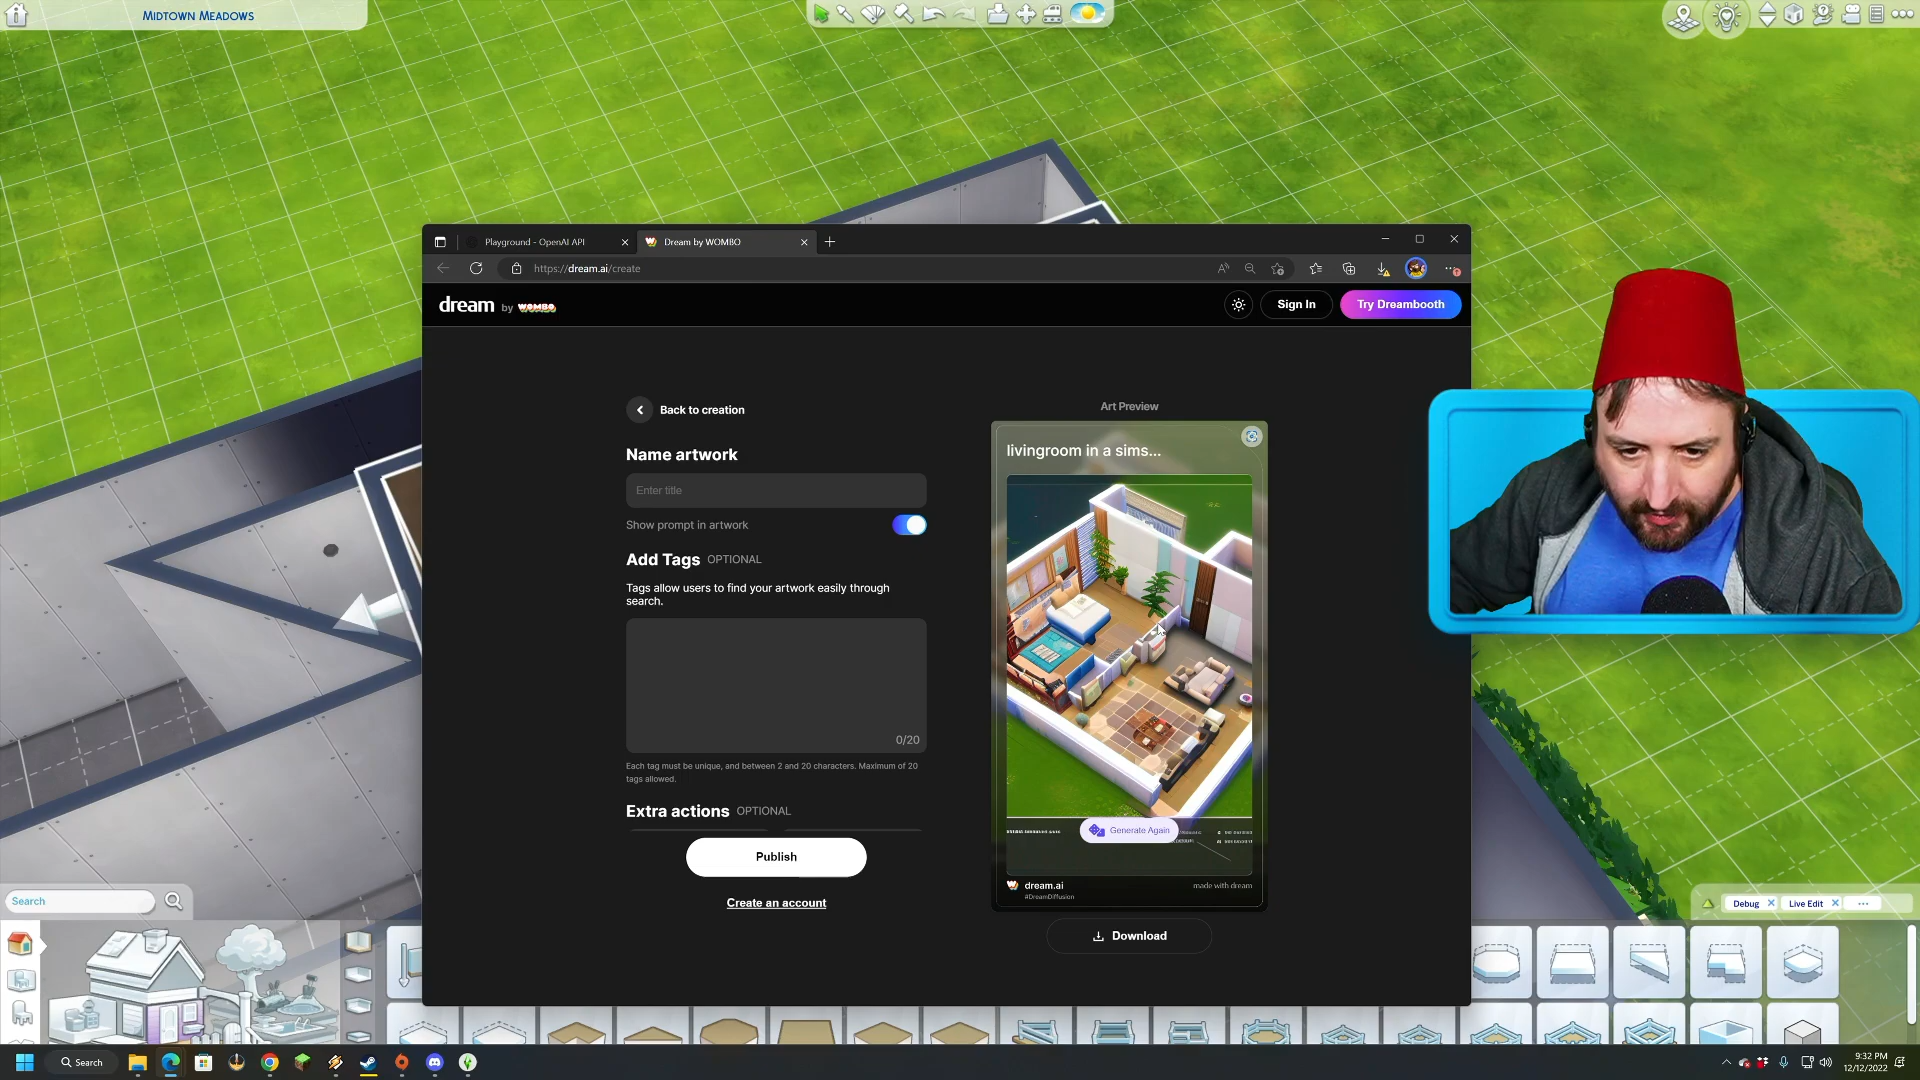 MIDTOWN MEADOWS
Playground - OpenAI API
Dream by WOMBO
https://dream.ai/create
dream by WOMBO
Sign In
Try Dreambooth
Back to creation
Name artwork
Enter title
Show prompt in artwork
Add Tags OPTIONAL
Tags allow users to find your artwork easily through
search.
0/20
Each tag must be unique, and between 2 and 20 characters. Maximum of 20
tags allowed.
Extra actions OPTIONAL
Publish
Create an account
Art Preview
livingroom in a sims...
Generate Again
dream.ai
#DreamDiffusion
made with dream
Download
Search
Debug
Live Edit
Search
9:32 PM
12/12/2022